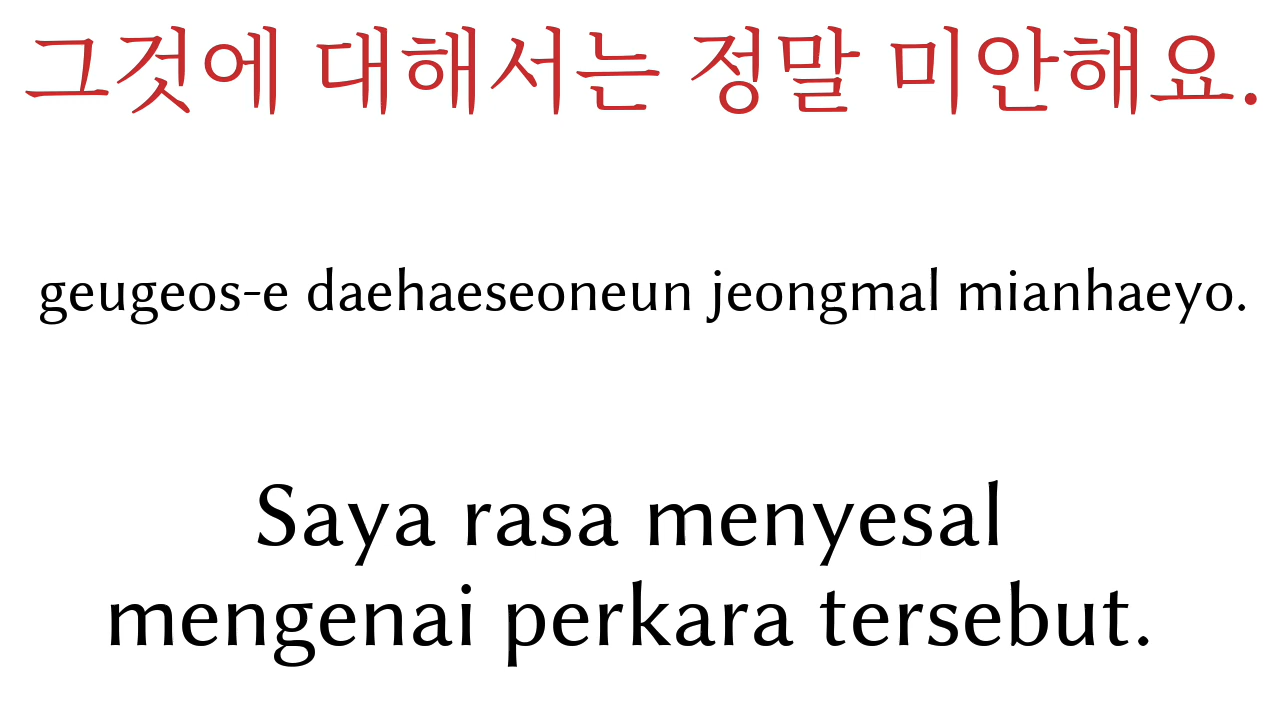 그것에 대해서는 정말 미안해요.
geugeos-e daehaeseoneun jeongmal mianhaeyo.
Saya rasa menyesal
mengenai perkara tersebut.